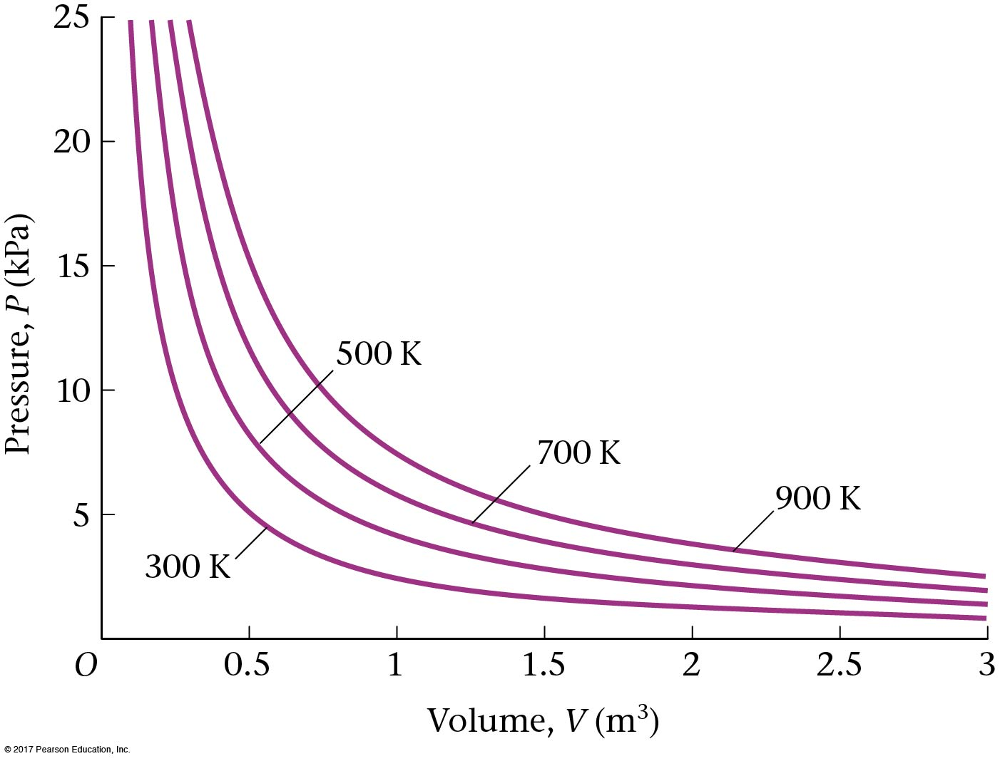 25
20
15
10
5
Pressure, P (kPa)
500 K
700 K
900 K
300 K
O 0.5 1 1.5 2 2.5 3
Volume, V (m³)
© 2017 Pearson Education, Inc.